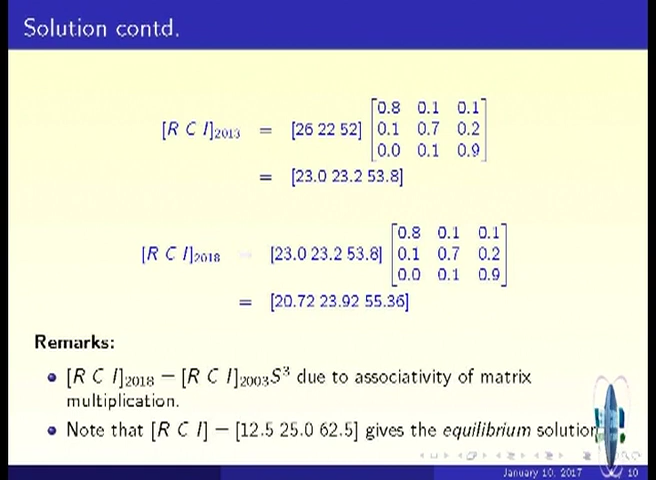 Solution contd.
[R C I]2013 = [26 22 52] [0.8 0.1 0.1
0.1 0.7 0.2
0.0 0.1 0.9]
= [23.0 23.2 53.8]
[R C I]2018 = [23.0 23.2 53.8] [0.8 0.1 0.1
0.1 0.7 0.2
0.0 0.1 0.9]
= [20.72 23.92 55.36]
Remarks:
[R C I]2018 = [R C I]2003S³ due to associativity of matrix
multiplication.
Note that [R C I] = [12.5 25.0 62.5] gives the equilibrium solution
January 10, 2017 10